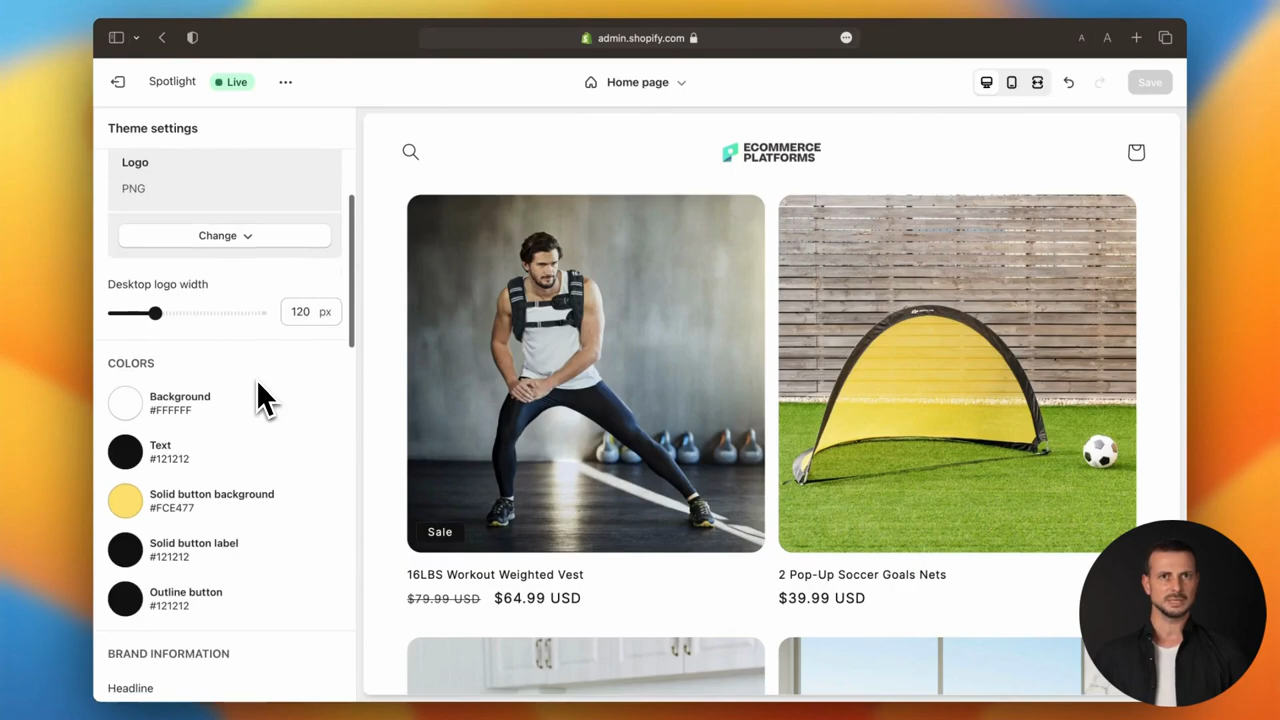 admin.shopify.com
A A
Spotlight
Live
Home page
Save
Theme settings
Logo
PNG
Change
Desktop logo width
120 px
COLORS
Background
#FFFFFF
Text
#121212
Solid button background
#FCE477
Solid button label
#121212
Outline button
#121212
BRAND INFORMATION
Headline
ECOMMERCE
PLATFORMS
Sale
16LBS Workout Weighted Vest
$79.99 USD $64.99 USD
2 Pop-Up Soccer Goals Nets
$39.99 USD